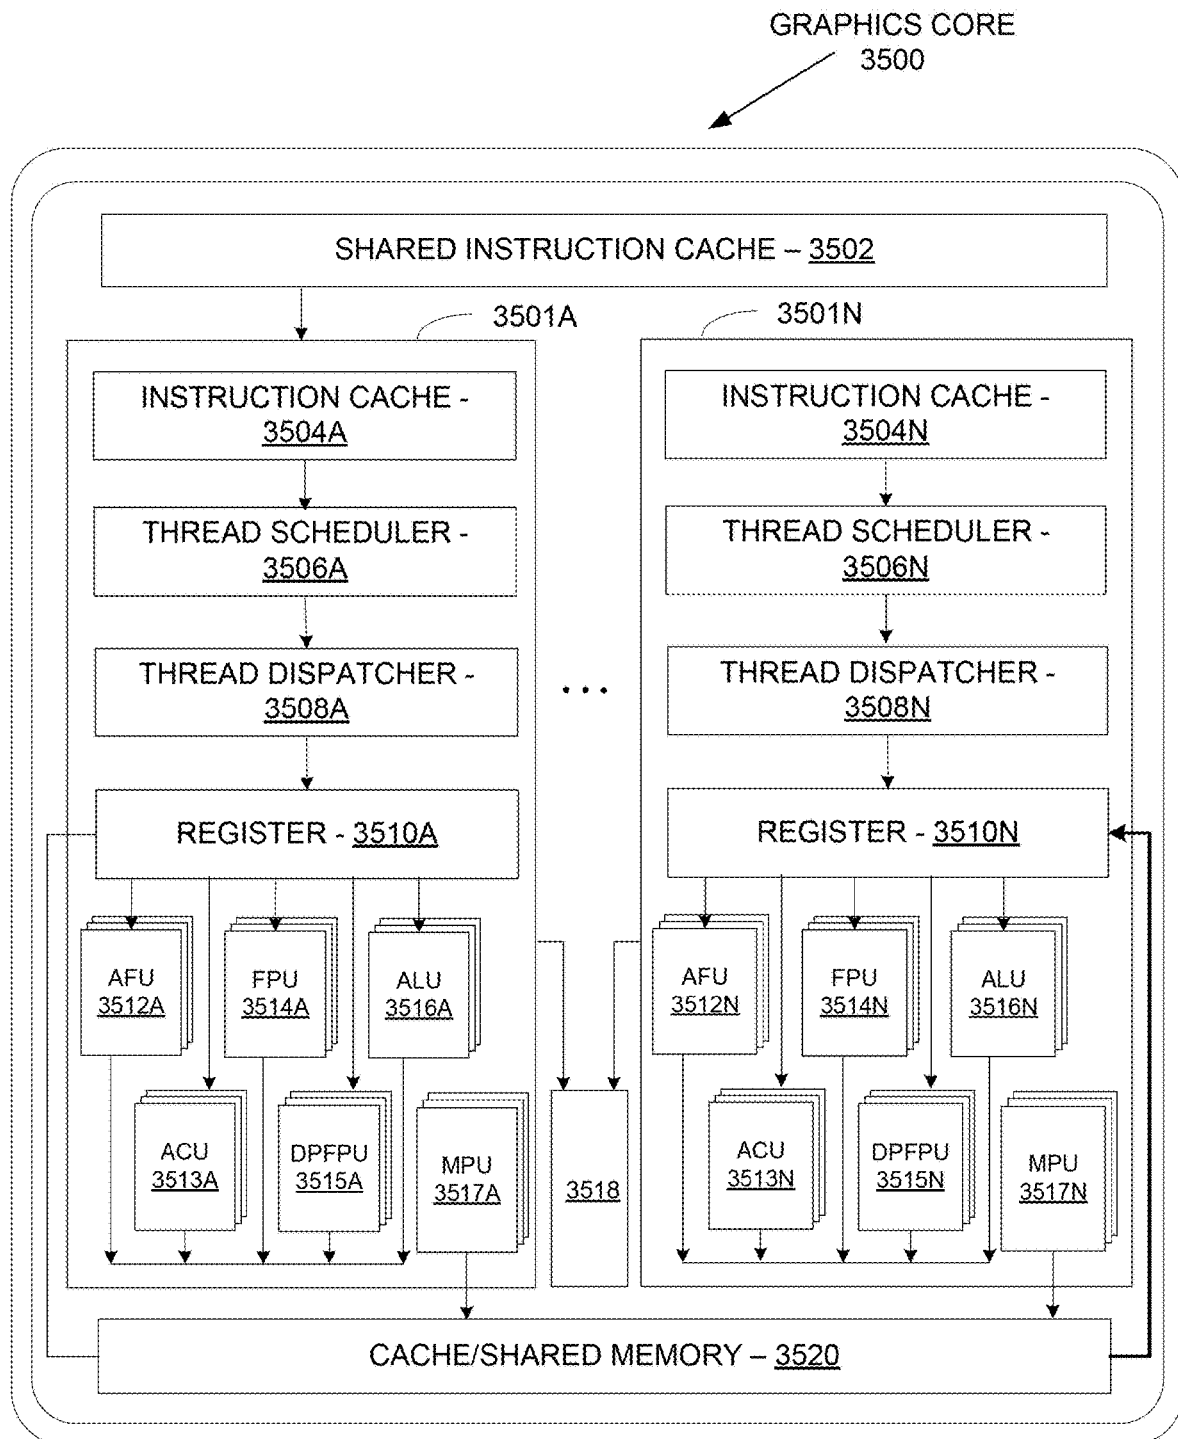 GRAPHICS CORE
3500
SHARED INSTRUCTION CACHE – 3502
3501A
3501N
INSTRUCTION CACHE -
3504A
THREAD SCHEDULER -
3506A
THREAD DISPATCHER -
3508A
REGISTER - 3510A
AFU
3512A
FPU
3514A
ALU
3516A
ACU
3513A
DPFPU
3515A
MPU
3517A
...
3518
INSTRUCTION CACHE -
3504N
THREAD SCHEDULER -
3506N
THREAD DISPATCHER -
3508N
REGISTER - 3510N
AFU
3512N
FPU
3514N
ALU
3516N
ACU
3513N
DPFPU
3515N
MPU
3517N
CACHE/SHARED MEMORY – 3520